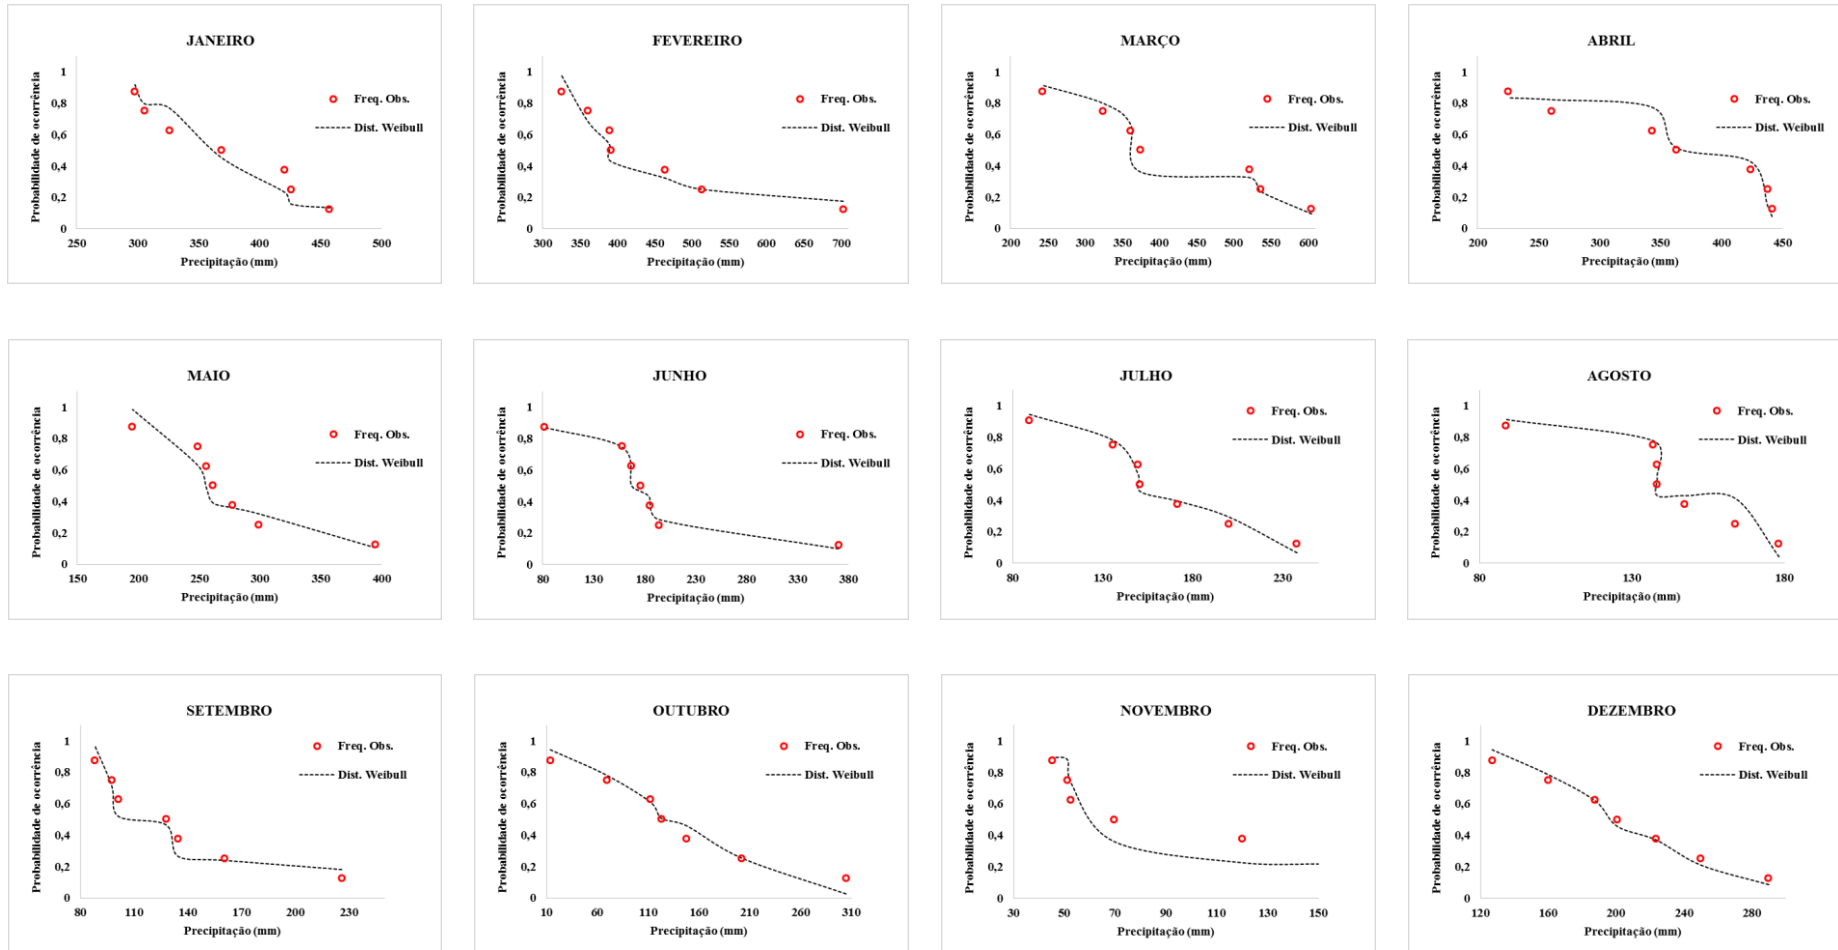 JANEIRO
Probabilidade de ocorrência
1
0,8
0,6
0,4
0,2
0
250 300 350 400 450 500
Precipitação (mm)
Freq. Obs.
Dist. Weibull
FEVEREIRO
Probabilidade de ocorrência
1
0,8
0,6
0,4
0,2
0
300 350 400 450 500 550 600 650 700
Precipitação (mm)
Freq. Obs.
Dist. Weibull
MARÇO
Probabilidade de ocorrência
1
0,8
0,6
0,4
0,2
0
200 250 300 350 400 450 500 550 600
Precipitação (mm)
Freq. Obs.
Dist. Weibull
ABRIL
Probabilidade de ocorrência
1
0,8
0,6
0,4
0,2
0
200 250 300 350 400 450
Precipitação (mm)
Freq. Obs.
Dist. Weibull
MAIO
Probabilidade de ocorrência
1
0,8
0,6
0,4
0,2
0
150 200 250 300 350 400
Precipitação (mm)
Freq. Obs.
Dist. Weibull
JUNHO
Probabilidade de ocorrência
1
0,8
0,6
0,4
0,2
0
80 130 180 230 280 330 380
Precipitação (mm)
Freq. Obs.
Dist. Weibull
JULHO
Probabilidade de ocorrência
1
0,8
0,6
0,4
0,2
0
80 130 180 230
Precipitação (mm)
Freq. Obs.
Dist. Weibull
AGOSTO
Probabilidade de ocorrência
1
0,8
0,6
0,4
0,2
0
80 130 180
Precipitação (mm)
Freq. Obs.
Dist. Weibull
SETEMBRO
Probabilidade de ocorrência
1
0,8
0,6
0,4
0,2
0
80 110 140 170 200 230
Precipitação (mm)
Freq. Obs.
Dist. Weibull
OUTUBRO
Probabilidade de ocorrência
1
0,8
0,6
0,4
0,2
0
10 60 110 160 210 260 310
Precipitação (mm)
Freq. Obs.
Dist. Weibull
NOVEMBRO
Probabilidade de ocorrência
1
0,8
0,6
0,4
0,2
0
30 50 70 90 110 130 150
Precipitação (mm)
Freq. Obs.
Dist. Weibull
DEZEMBRO
Probabilidade de ocorrência
1
0,8
0,6
0,4
0,2
0
120 160 200 240 280
Precipitação (mm)
Freq. Obs.
Dist. Weibull